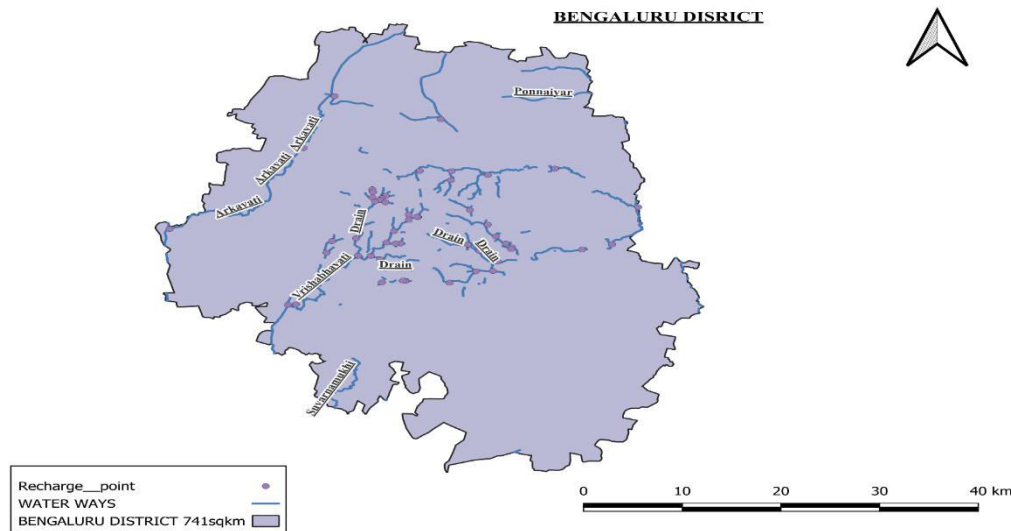 BENGALURU DISRICT
Ponnaiyar
Arkavati
Arkavati
Arkavati
Drain
Drain
Drain
Drain
Vrishabhavati
Suvarnamukhi
Recharge__point
WATER WAYS
BENGALURU DISTRICT 741sqkm
0 10 20 30 40 km